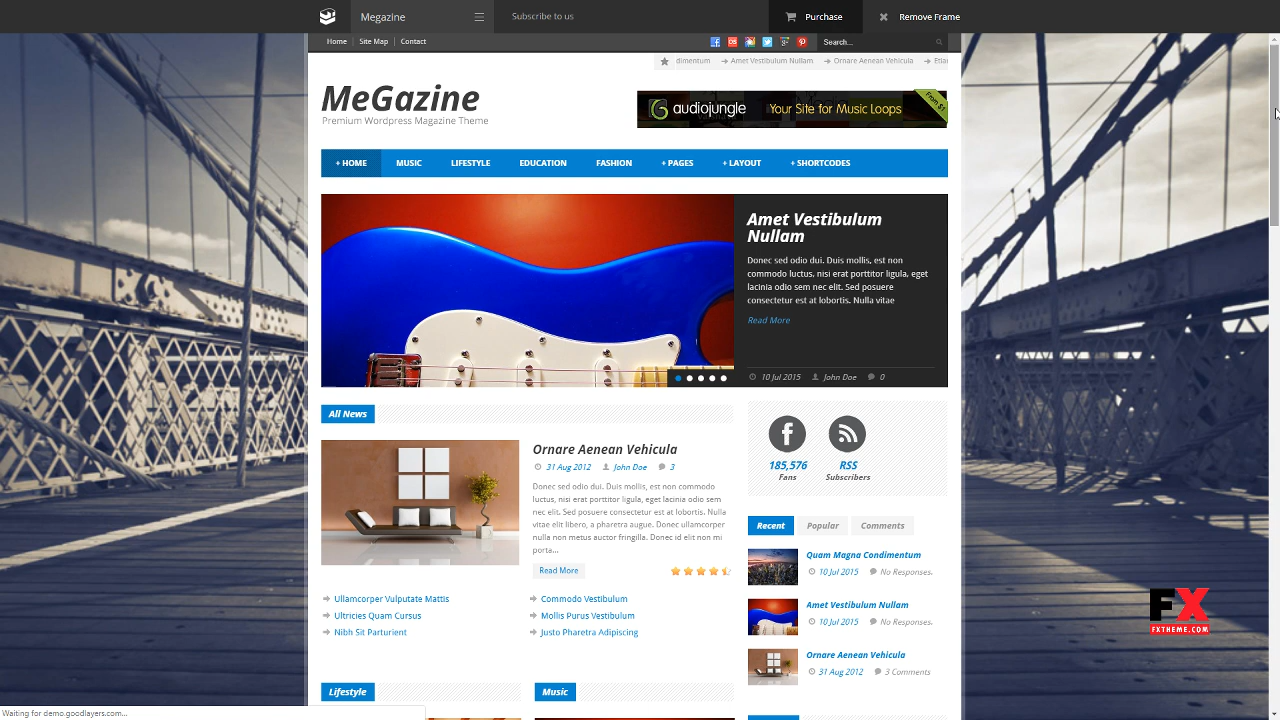 Megazine
Subscribe to us
Purchase
Remove Frame
Home
Site Map
Contact
Search...
dimentum
Amet Vestibulum Nullam
Ornare Aenean Vehicula
MeGazine
Premium Wordpress Magazine Theme
audiojungle
Your Site for Music Loops
From $1
+ HOME
MUSIC
LIFESTYLE
EDUCATION
FASHION
+ PAGES
+ LAYOUT
+ SHORTCODES
Amet Vestibulum
Nullam
Donec sed odio dui. Duis mollis, est non
commodo luctus, nisi erat porttitor ligula, eget
lacinia odio sem nec elit. Sed posuere
consectetur est at lobortis. Nulla vitae
Read More
10 Jul 2015
John Doe
0
All News
Ornare Aenean Vehicula
31 Aug 2012
John Doe
3
Donec sed odio dui. Duis mollis, est non commodo
luctus, nisi erat porttitor ligula, eget lacinia odio sem
nec elit. Sed posuere consectetur est at lobortis. Nulla
vitae elit libero, a pharetra augue. Donec ullamcorper
nulla non metus auctor fringilla. Donec id elit non mi
porta...
Read More
Ullamcorper Vulputate Mattis
Ultricies Quam Cursus
Nibh Sit Parturient
Commodo Vestibulum
Mollis Purus Vestibulum
Justo Pharetra Adipiscing
Lifestyle
Music
185,576
Fans
RSS
Subscribers
Recent
Popular
Comments
Quam Magna Condimentum
10 Jul 2015
No Responses.
Amet Vestibulum Nullam
10 Jul 2015
No Responses.
Ornare Aenean Vehicula
31 Aug 2012
3 Comments
FX
FXTHEME.COM
Waiting for demo.goodlayers.com...